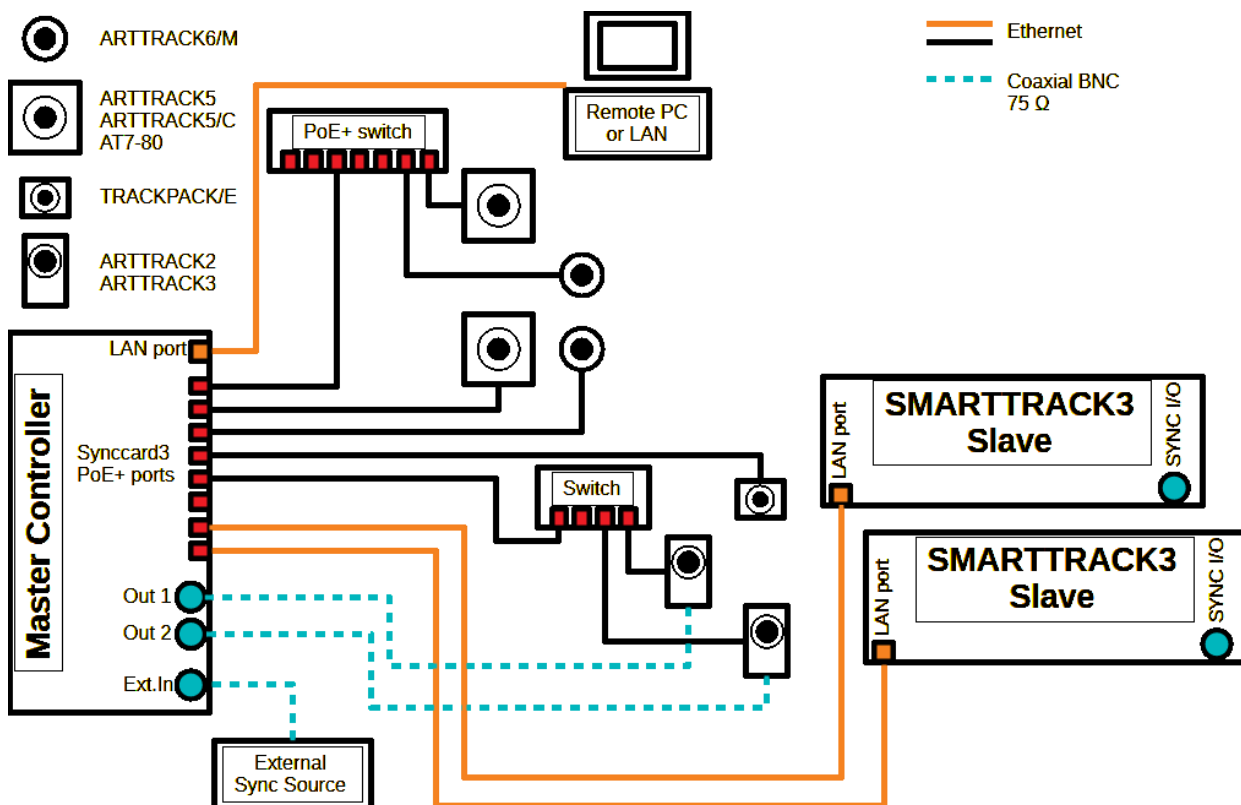 ARTTRACK6/M
ARTTRACK5
ARTTRACK5/C
AT7-80
TRACKPACK/E
ARTTRACK2
ARTTRACK3
PoE+ switch
Remote PC
or LAN
Ethernet
Coaxial BNC
75 Ω
Master Controller
LAN port
Synccard3
PoE+ ports
Out 1
Out 2
Ext.In
External
Sync Source
Switch
LAN port
SMARTTRACK3
Slave
SYNC I/O
LAN port
SMARTTRACK3
Slave
SYNC I/O